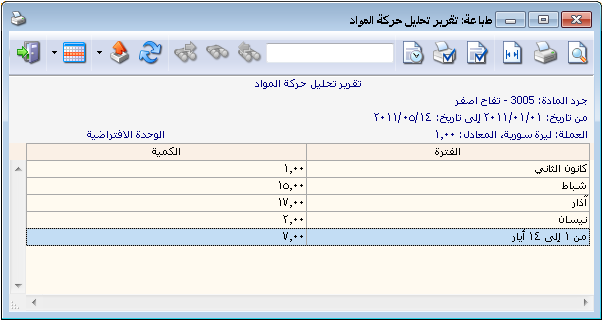 طباعة: تقرير تحليل حركة المواد
تقرير تحليل حركة المواد
جرد المادة: 3005 - تفاح اصفر
من تاريخ: ٢٠١١/٠١/٠١ إلى تاريخ: ٢٠١١/٠٥/١٤
العملة: ليرة سورية، المعادل: ١,٠٠ الوحدة الافتراضية
الفترة الكمية
كانون الثاني ١,٠٠
شباط ١٥,٠٠
آذار ١٧,٠٠
نيسان ٢,٠٠
من ١ إلى ١٤ أيار ٧,٠٠